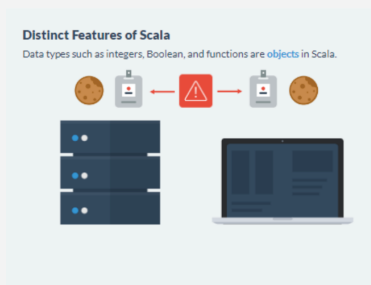 Distinct Features of Scala
Data types such as integers, Boolean, and functions are objects in Scala.